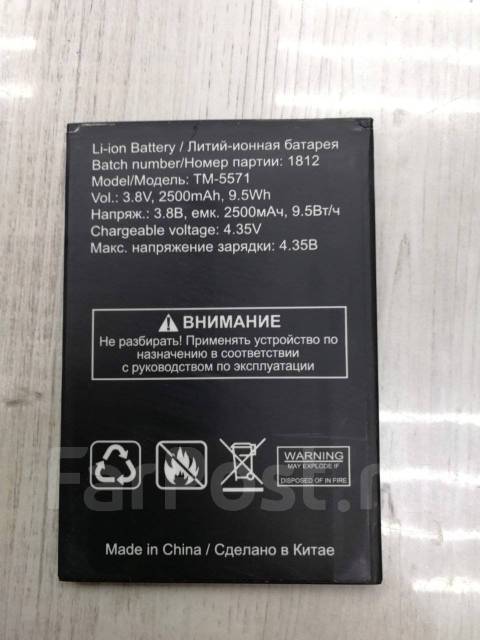 Li-ion Battery / Литий-ионная батарея
Batch number/Номер партии: 1812
Model/Модель: TM-5571
Vol.: 3.8V, 2500mAh, 9.5Wh
Напряж.: 3.8В, емк. 2500мАч, 9.5Вт/ч
Chargeable voltage: 4.35V
Макс. напряжение зарядки: 4.35В
ВНИМАНИЕ
Не разбирать! Применять устройство по
назначению в соответствии
с руководством по эксплуатации
WARNING
MAY EXPLODE IF
DISPOSED OF IN FIRE
FarPost.r
Made in China / Сделано в Китае